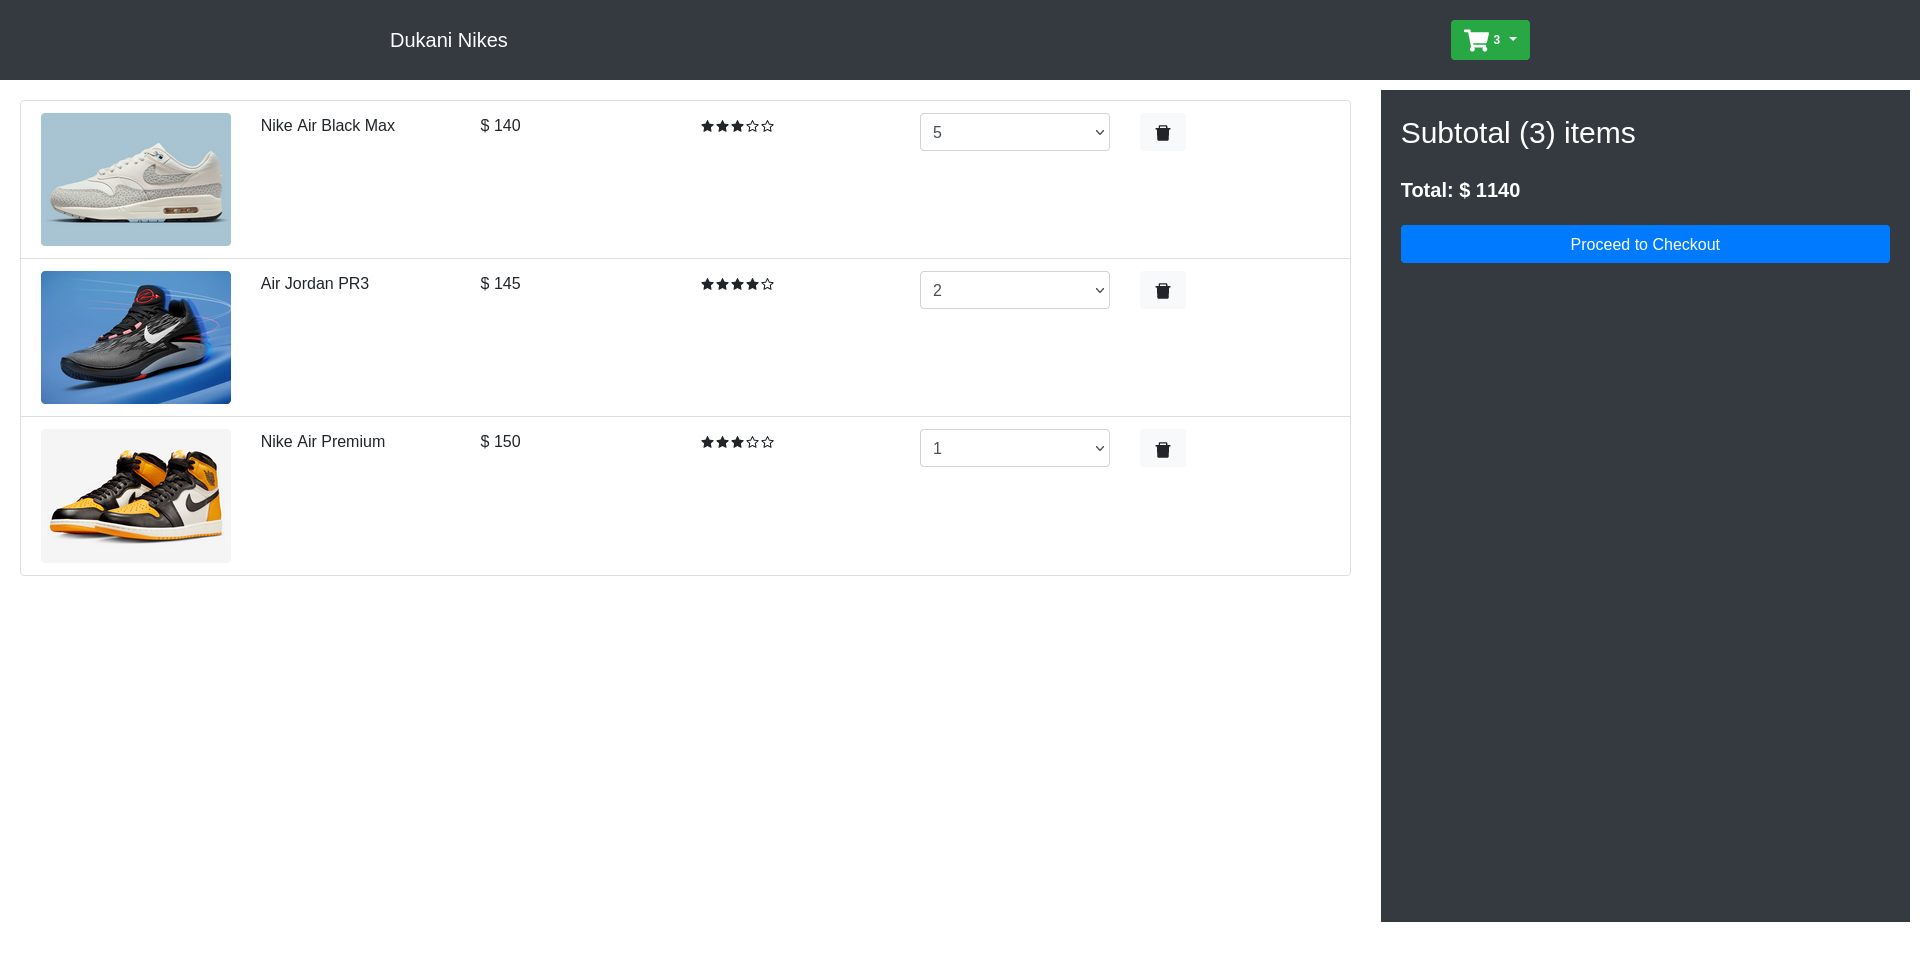 Dukani Nikes
3
Nike Air Black Max
$ 140
5
Air Jordan PR3
$ 145
2
Nike Air Premium
$ 150
1
Subtotal (3) items
Total: $ 1140
Proceed to Checkout